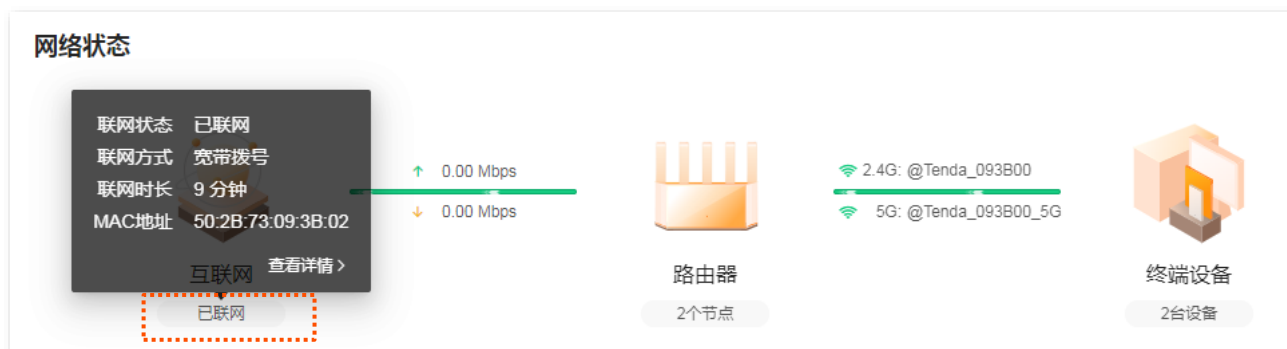 网络状态
联网状态 已联网
联网方式 宽带拨号
联网时长 9 分钟
MAC地址 50:2B:73:09:3B:02
查看详情 >
互联网
已联网
↑ 0.00 Mbps
↓ 0.00 Mbps
路由器
2个节点
2.4G: @Tenda_093B00
5G: @Tenda_093B00_5G
终端设备
2台设备